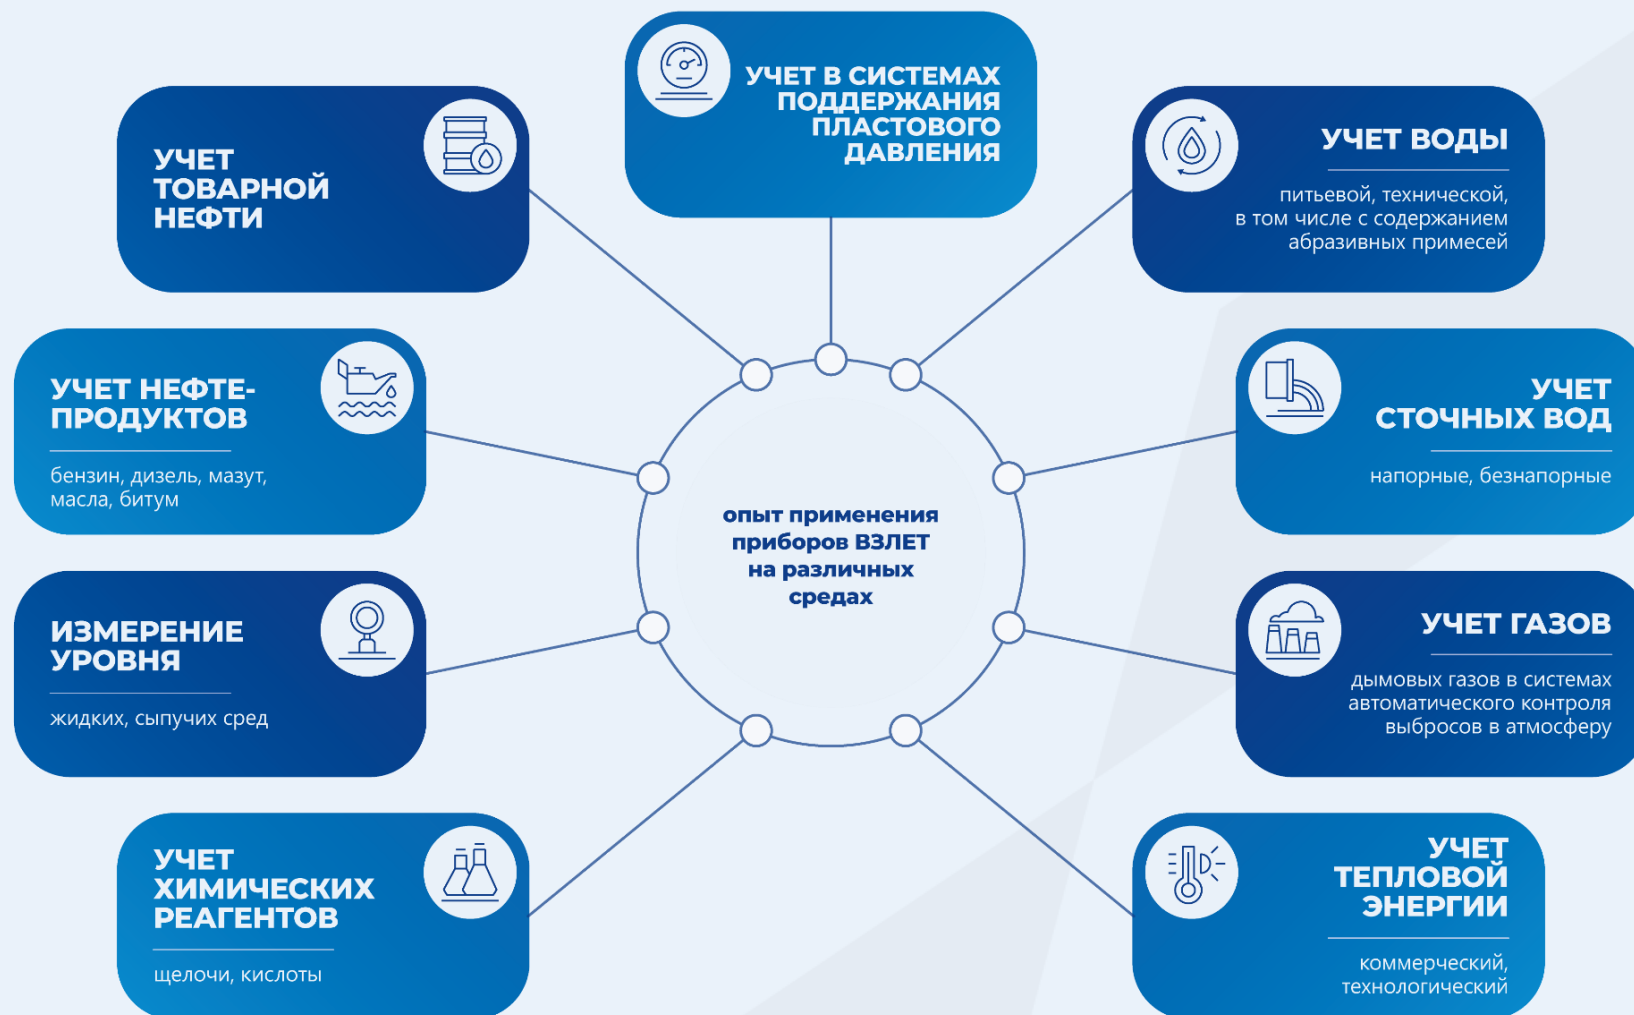 УЧЕТ В СИСТЕМАХ
ПОДДЕРЖАНИЯ
ПЛАСТОВОГО
ДАВЛЕНИЯ
УЧЕТ
ТОВАРНОЙ
НЕФТИ
УЧЕТ ВОДЫ
питьевой, технической,
в том числе с содержанием
абразивных примесей
УЧЕТ НЕФТЕ-
ПРОДУКТОВ
бензин, дизель, мазут,
масла, битум
УЧЕТ
СТОЧНЫХ ВОД
напорные, безнапорные
опыт применения
приборов ВЗЛЕТ
на различных
средах
ИЗМЕРЕНИЕ
УРОВНЯ
жидких, сыпучих сред
УЧЕТ ГАЗОВ
дымовых газов в системах
автоматического контроля
выбросов в атмосферу
УЧЕТ
ХИМИЧЕСКИХ
РЕАГЕНТОВ
щелочи, кислоты
УЧЕТ
ТЕПЛОВОЙ
ЭНЕРГИИ
коммерческий,
технологический